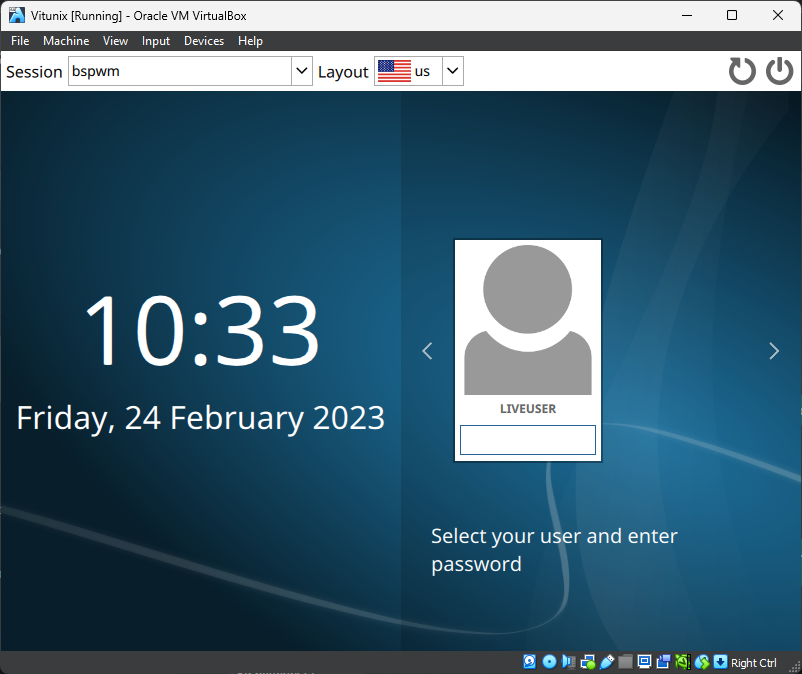 Vitunix [Running] - Oracle VM VirtualBox
File Machine View Input Devices Help
Session bspwm Layout us
10:33
Friday, 24 February 2023
LIVEUSER
Select your user and enter
password
Right Ctrl